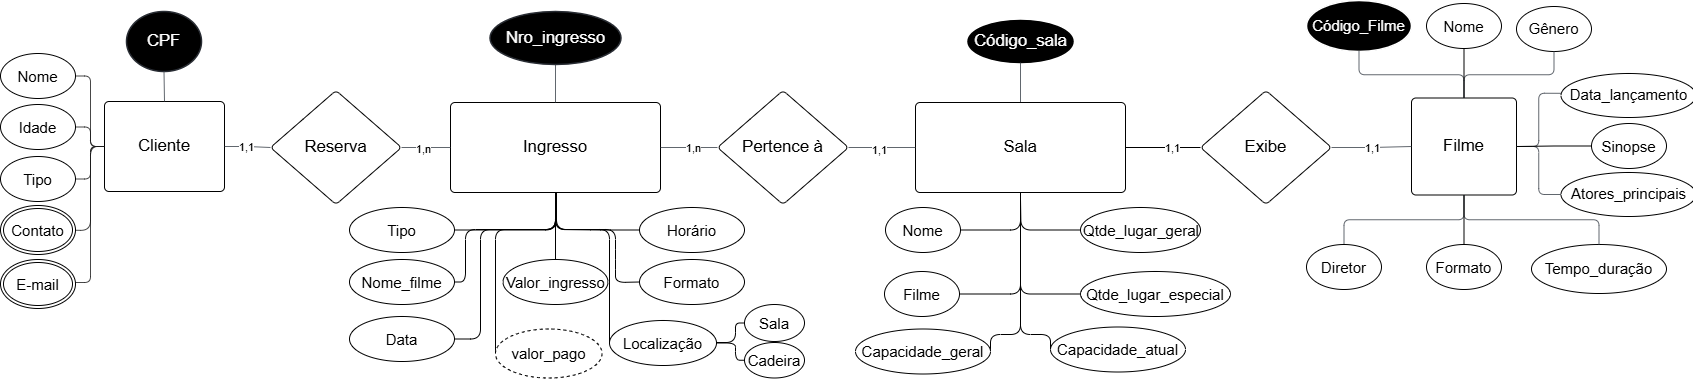 CPF
Nome
Idade
Tipo
Contato
E-mail
Cliente
1,1
Reserva
1,n
Nro_ingresso
Ingresso
Tipo
Horário
Nome_filme
Valor_ingresso
Formato
Data
valor_pago
Localização
Sala
Cadeira
1,n
Pertence à
1,1
Código_sala
Sala
Nome
Qtde_lugar_geral
Filme
Qtde_lugar_especial
Capacidade_geral
Capacidade_atual
1,1
Exibe
1,1
Código_Filme
Nome
Gênero
Filme
Data_lançamento
Sinopse
Atores_principais
Diretor
Formato
Tempo_duração